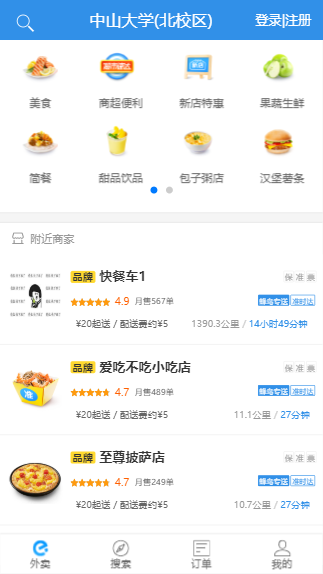 中山大学(北校区) 登录|注册
美食 商超便利 新店特惠 果蔬生鲜
简餐 甜品饮品 包子粥店 汉堡薯条
附近商家
品牌 快餐车1 保 准 票
4.9 月售567单 蜂鸟专送 准时达
¥20起送 / 配送费约¥5 1390.3公里 / 14小时49分钟
品牌 爱吃不吃小吃店 保 准 票
4.7 月售489单 蜂鸟专送 准时达
¥20起送 / 配送费约¥5 11.1公里 / 27分钟
品牌 至尊披萨店 保 准 票
4.7 月售249单 蜂鸟专送 准时达
¥20起送 / 配送费约¥5 10.7公里 / 27分钟
外卖 搜索 订单 我的